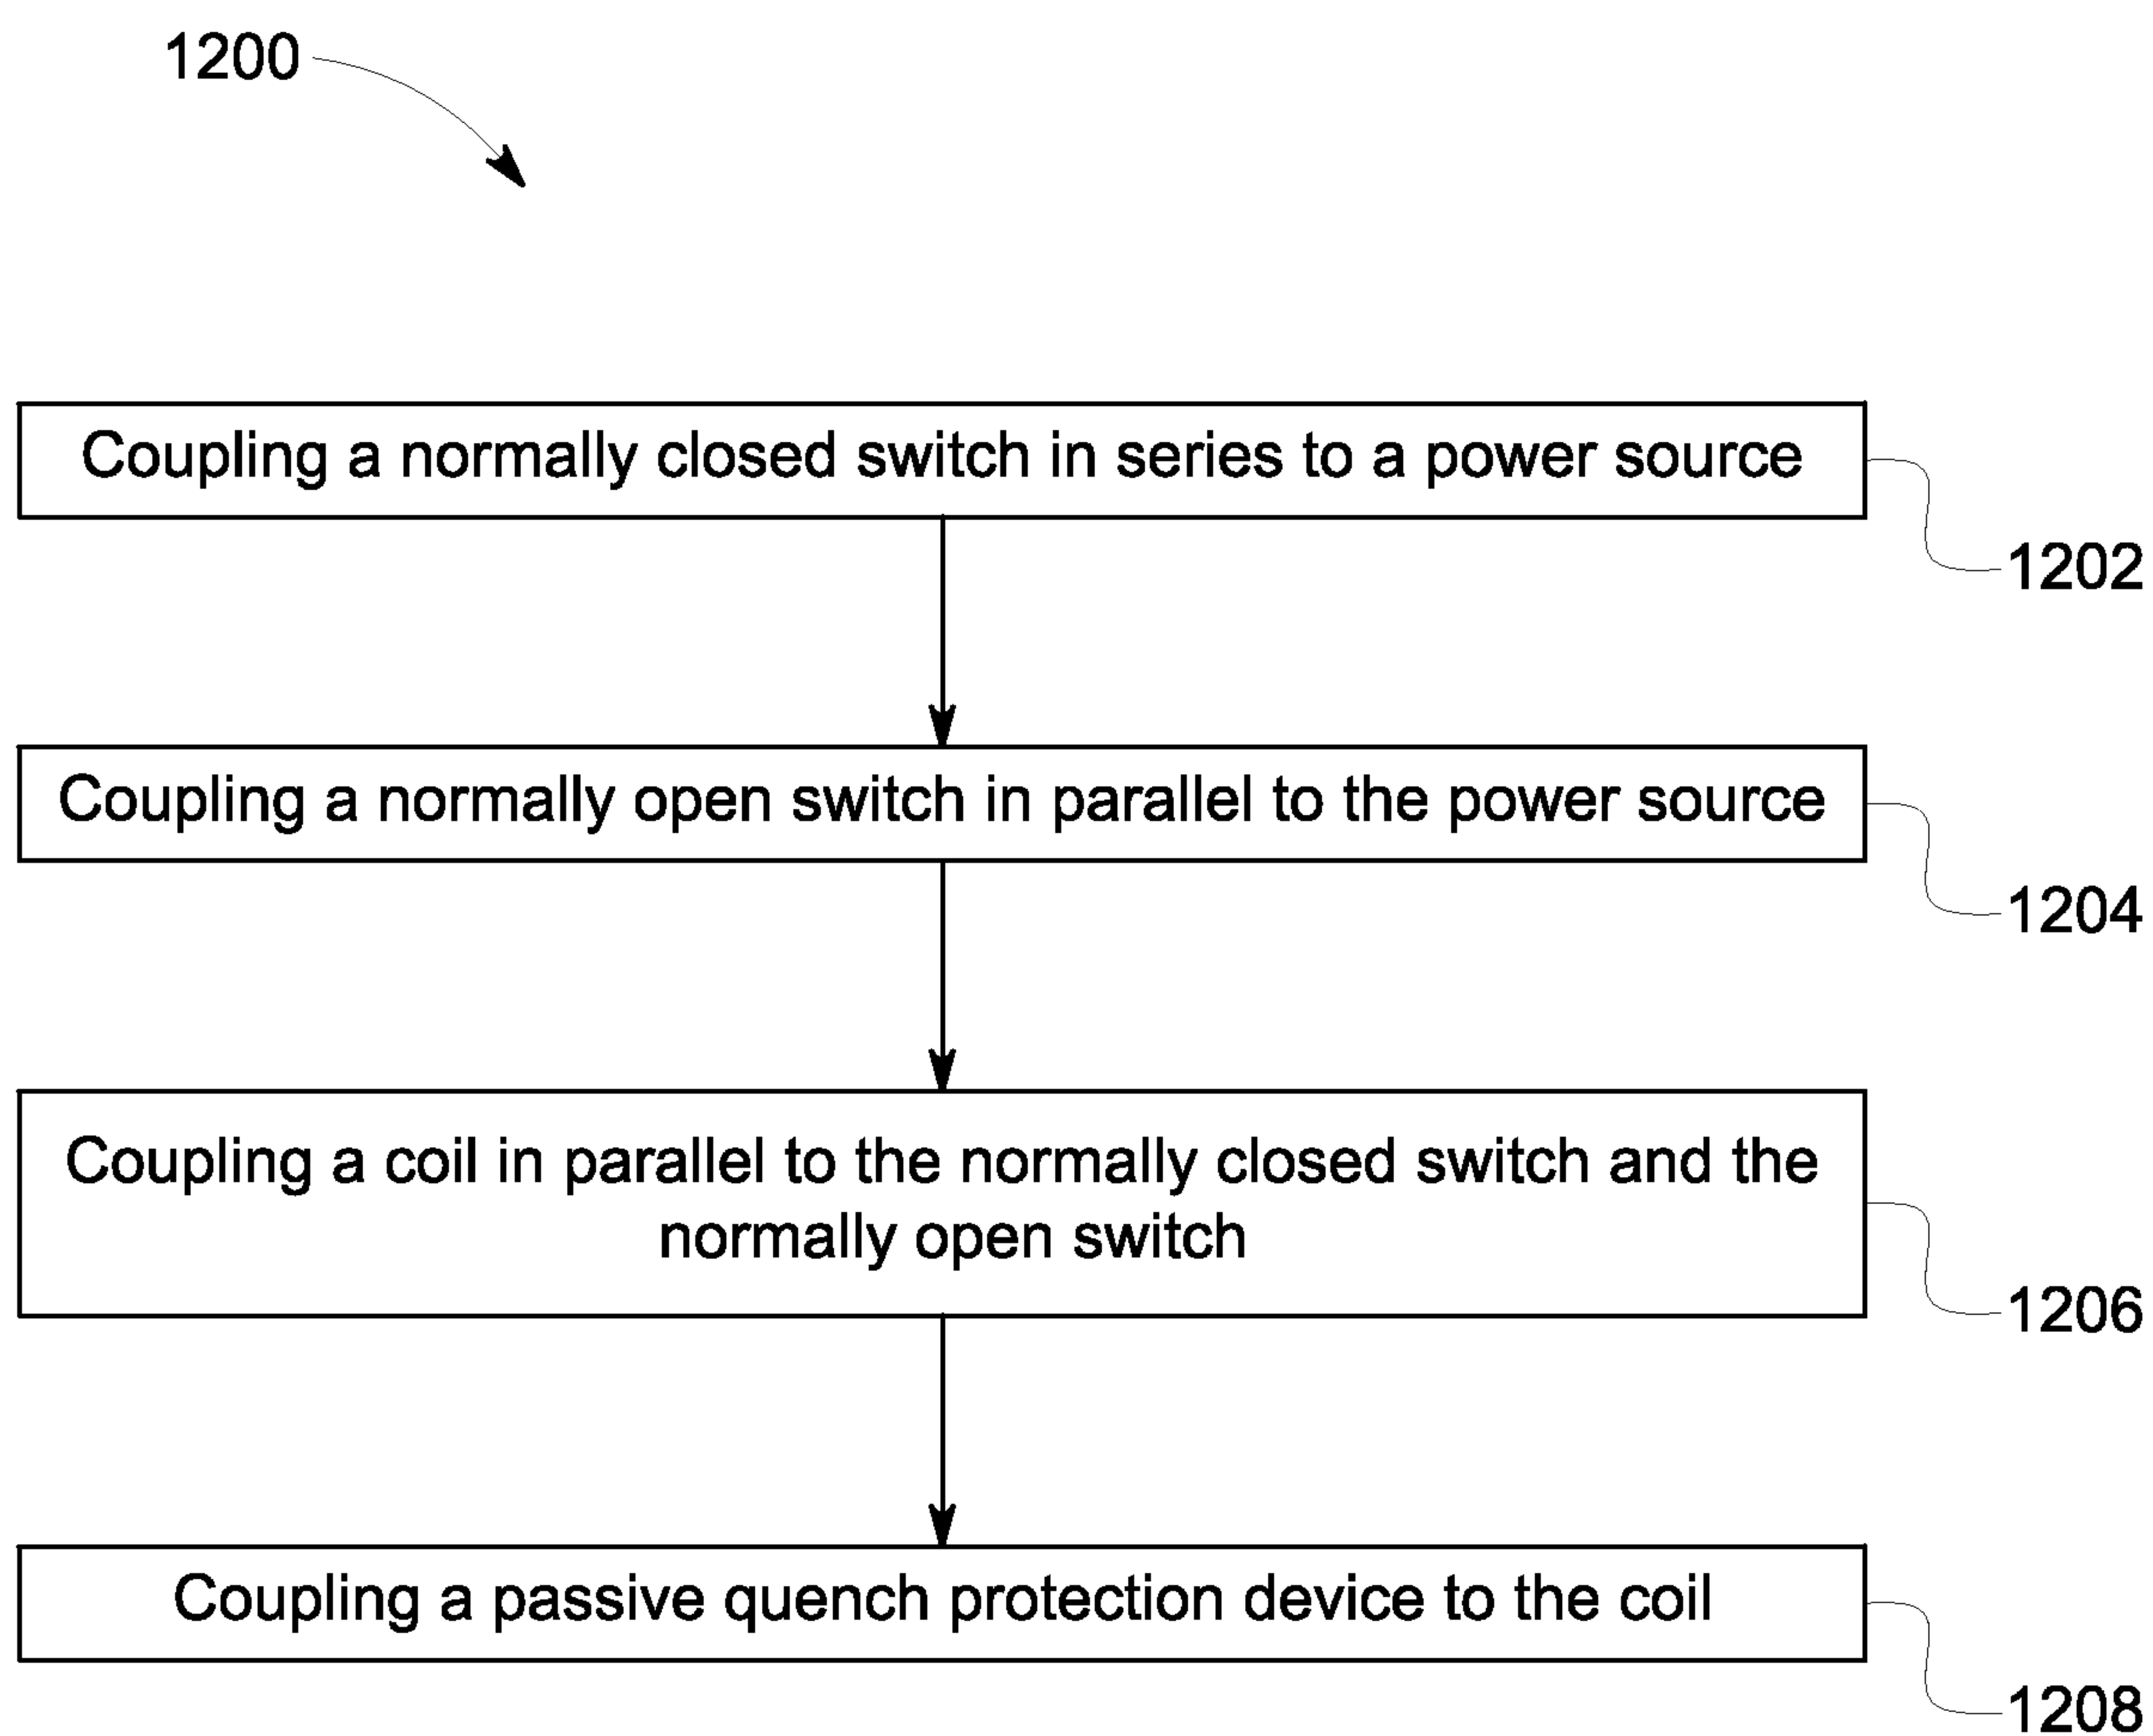 1200
Coupling a normally closed switch in series to a power source
1202
Coupling a normally open switch in parallel to the power source
1204
Coupling a coil in parallel to the normally closed switch and the
normally open switch
1206
Coupling a passive quench protection device to the coil
1208